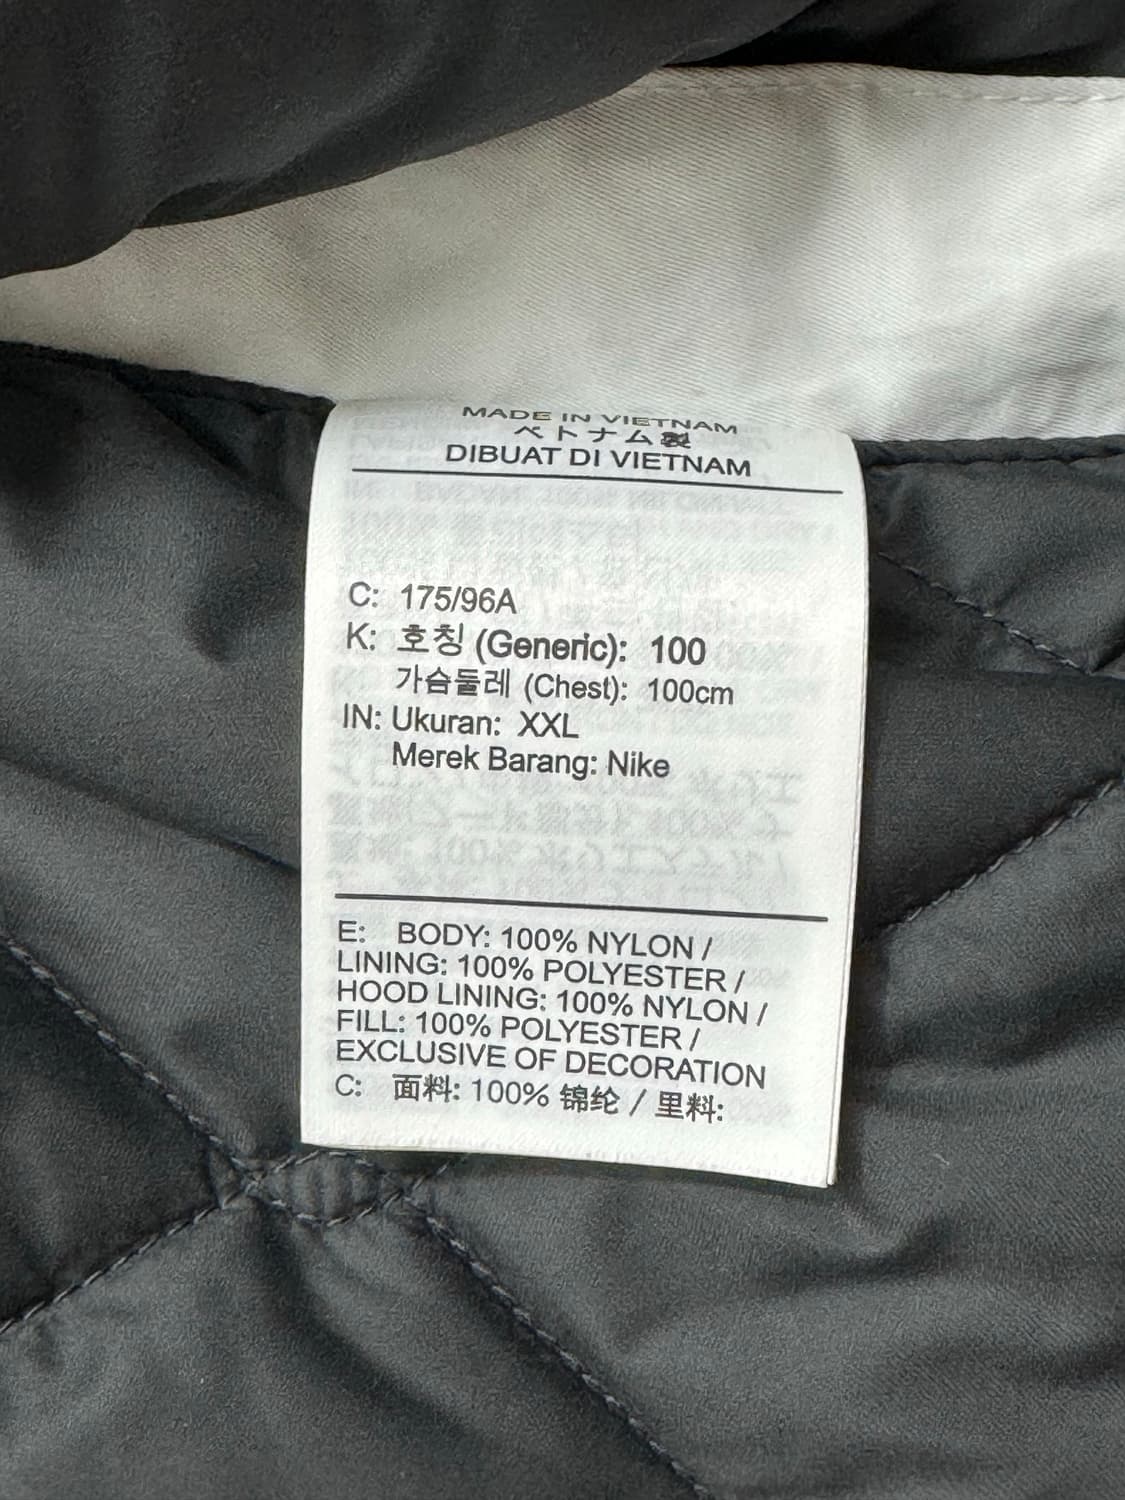 MADE IN VIETNAM
ベトナム製
DIBUAT DI VIETNAM
C: 175/96A
K: 호칭 (Generic): 100
가슴둘레 (Chest): 100cm
IN: Ukuran: XXL
Merek Barang: Nike
E: BODY: 100% NYLON /
LINING: 100% POLYESTER /
HOOD LINING: 100% NYLON /
FILL: 100% POLYESTER /
EXCLUSIVE OF DECORATION
C: 面料: 100% 锦纶 / 里料: